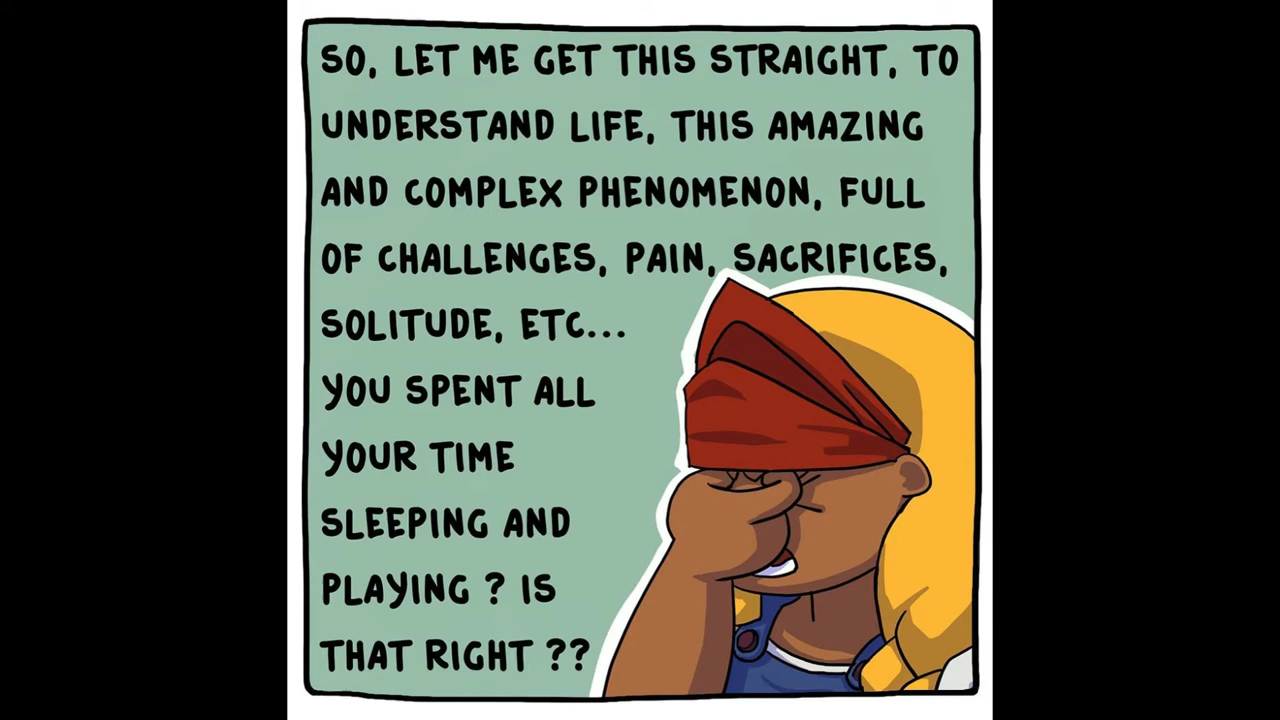 SO, LET ME GET THIS STRAIGHT, TO
UNDERSTAND LIFE, THIS AMAZING
AND COMPLEX PHENOMENON, FULL
OF CHALLENGES, PAIN, SACRIFICES,
SOLITUDE, ETC...
YOU SPENT ALL
YOUR TIME
SLEEPING AND
PLAYING ? IS
THAT RIGHT ??